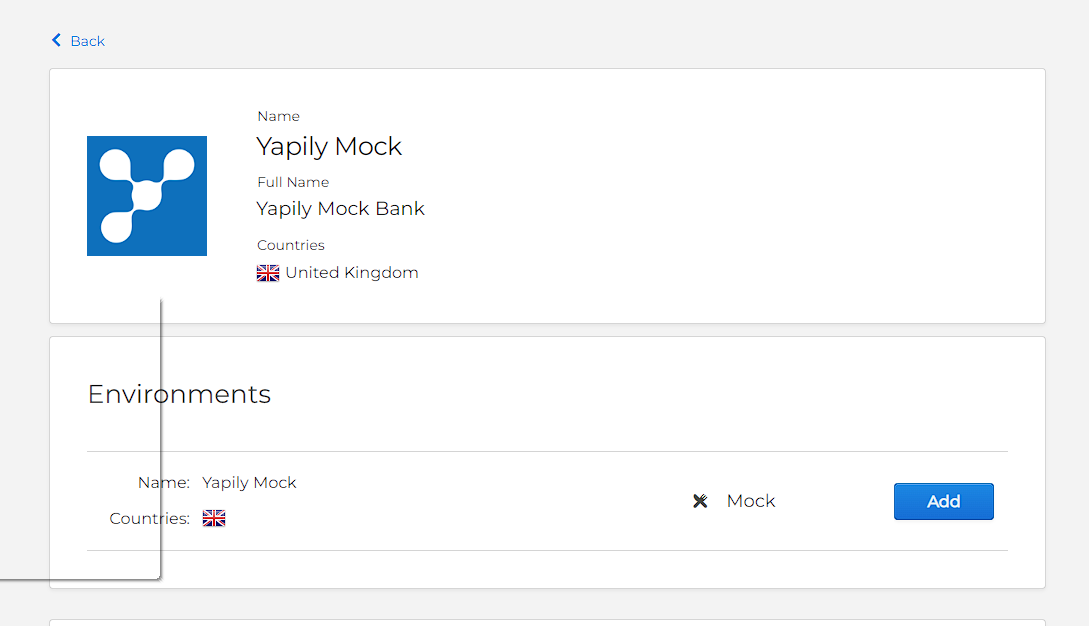 Back
Name
Yapily Mock
Full Name
Yapily Mock Bank
Countries
United Kingdom
Environments
Name: Yapily Mock
Countries:
Mock
Add